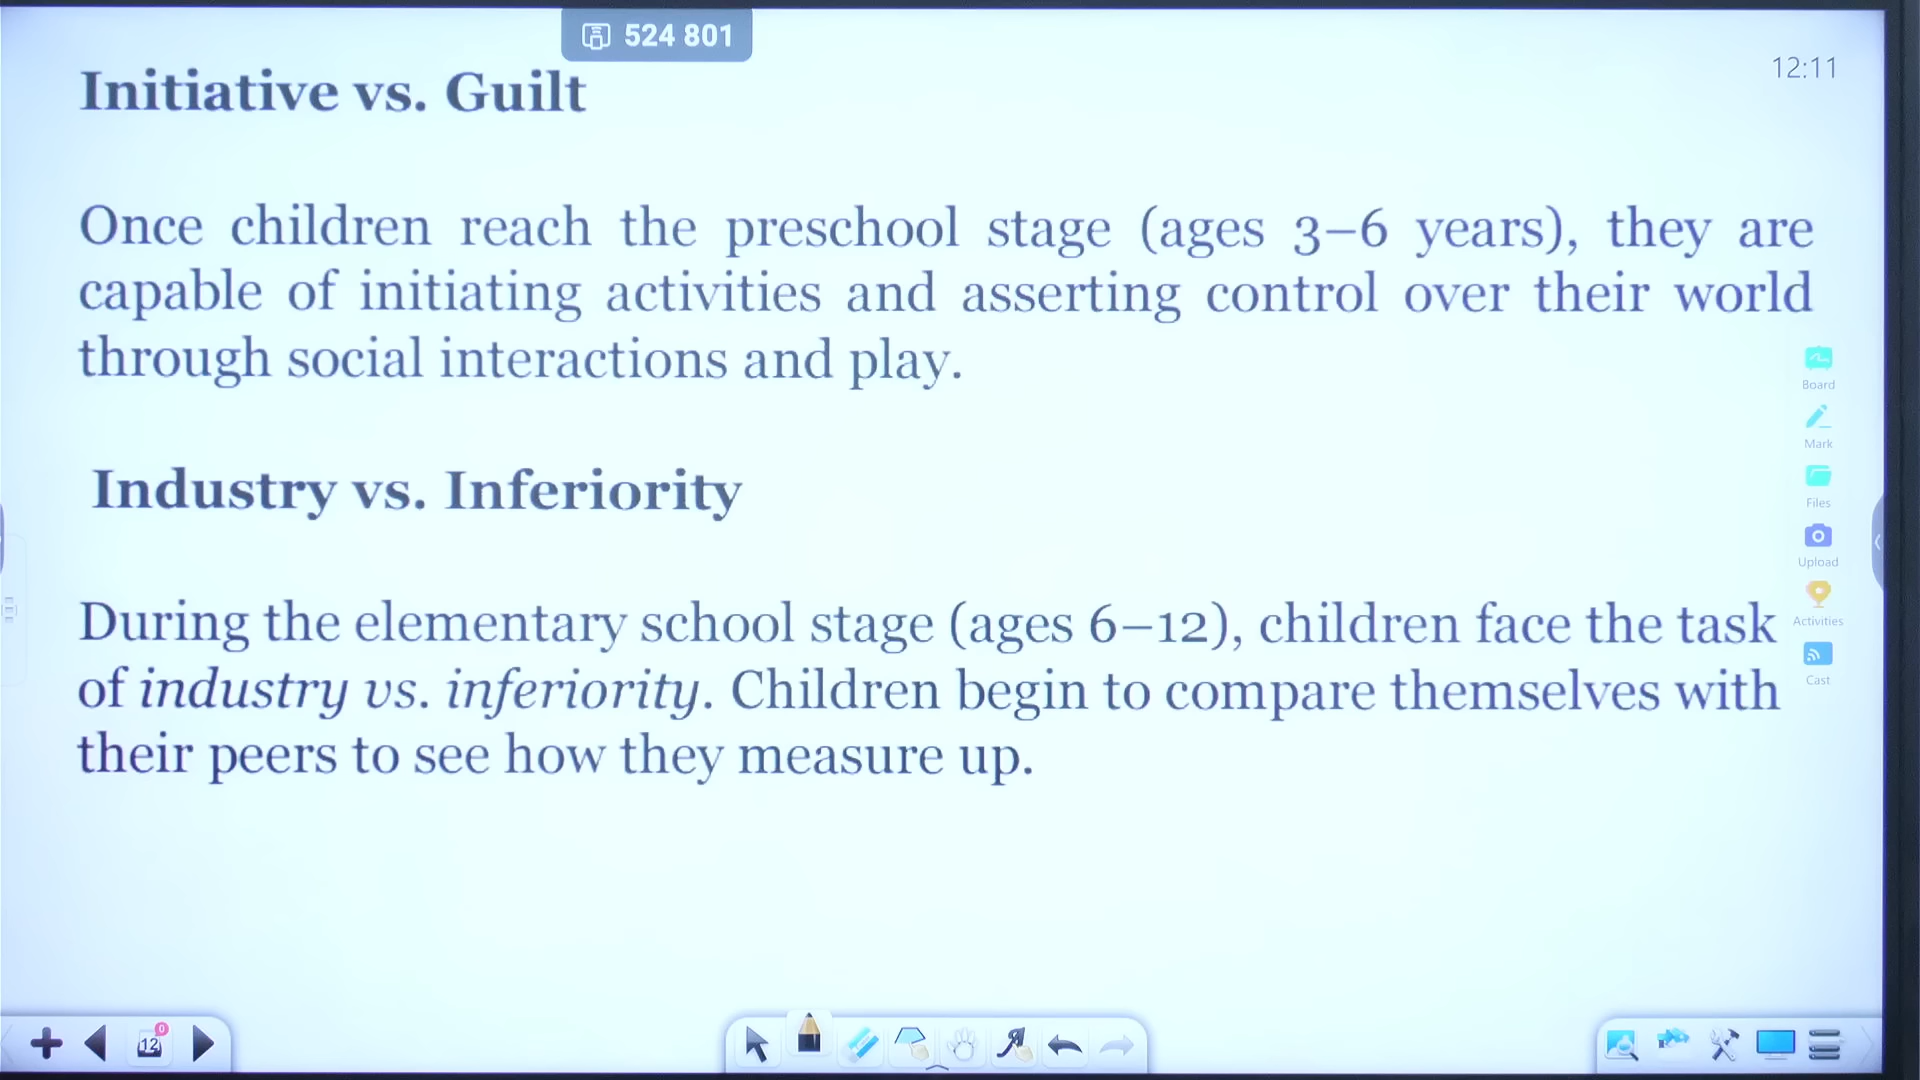 524 801
12:11
Initiative vs. Guilt
Once children reach the preschool stage (ages 3–6 years), they are
capable of initiating activities and asserting control over their world
through social interactions and play.
Industry vs. Inferiority
During the elementary school stage (ages 6–12), children face the task
of industry vs. inferiority. Children begin to compare themselves with
their peers to see how they measure up.
Board
Mark
Files
Upload
Activities
Cast
0
12